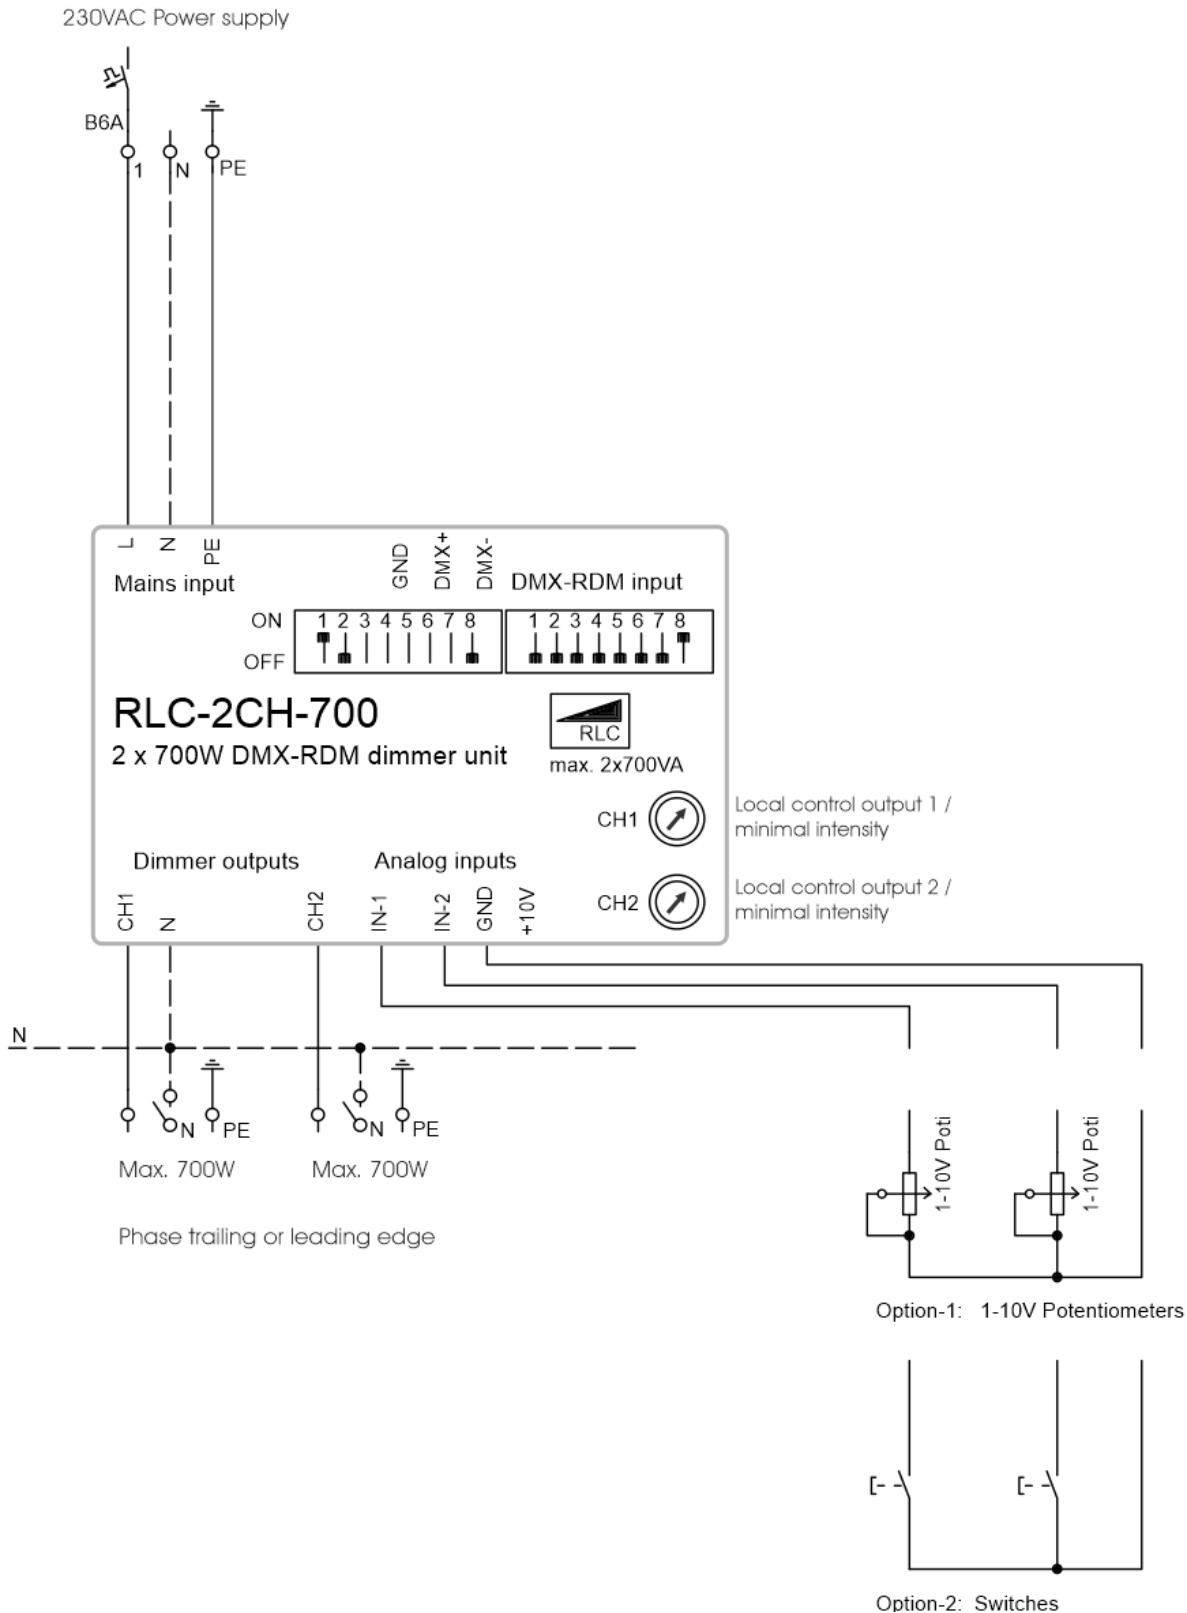 230VAC Power supply
B6A
1 N PE
L N PE GND DMX+ DMX-
Mains input DMX-RDM input
ON 1 2 3 4 5 6 7 8 1 2 3 4 5 6 7 8
OFF
RLC-2CH-700
2 x 700W DMX-RDM dimmer unit
RLC
max. 2x700VA
CH1 Local control output 1 /
minimal intensity
Dimmer outputs Analog inputs
CH2 Local control output 2 /
minimal intensity
CH1 N CH2 IN-1 IN-2 GND +10V
N
N PE N PE
Max. 700W Max. 700W
Phase trailing or leading edge
1-10V Poti 1-10V Poti
Option-1: 1-10V Potentiometers
Option-2: Switches